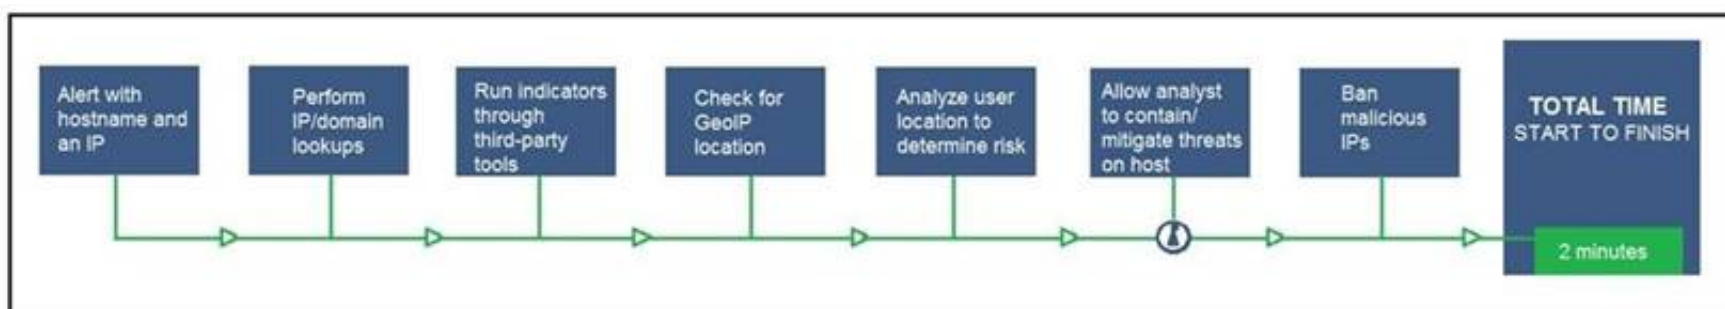 Alert with
hostname and
an IP
Perform
IP/domain
lookups
Run indicators
through
third-party
tools
Check for
GeoIP
location
Analyze user
location to
determine risk
Allow analyst
to contain/
mitigate threats
on host
Ban
malicious
IPs
TOTAL TIME
START TO FINISH
2 minutes